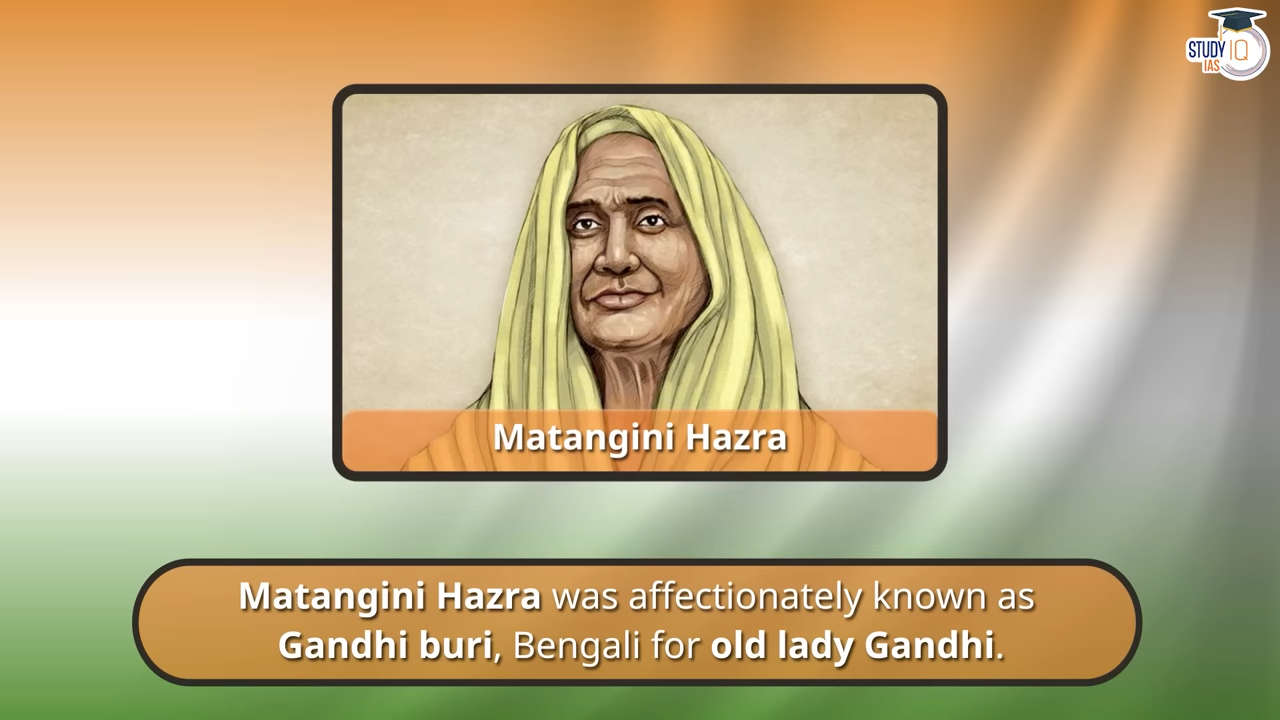 STUDY IQ
IAS
Matangini Hazra
Matangini Hazra was affectionately known as
Gandhi buri, Bengali for old lady Gandhi.